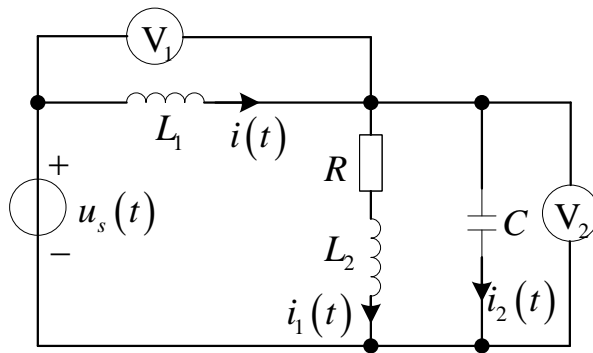 V₁
L₁
i(t)
R
+
uₛ(t)
−
L₂
C
V₂
i₁(t)
i₂(t)